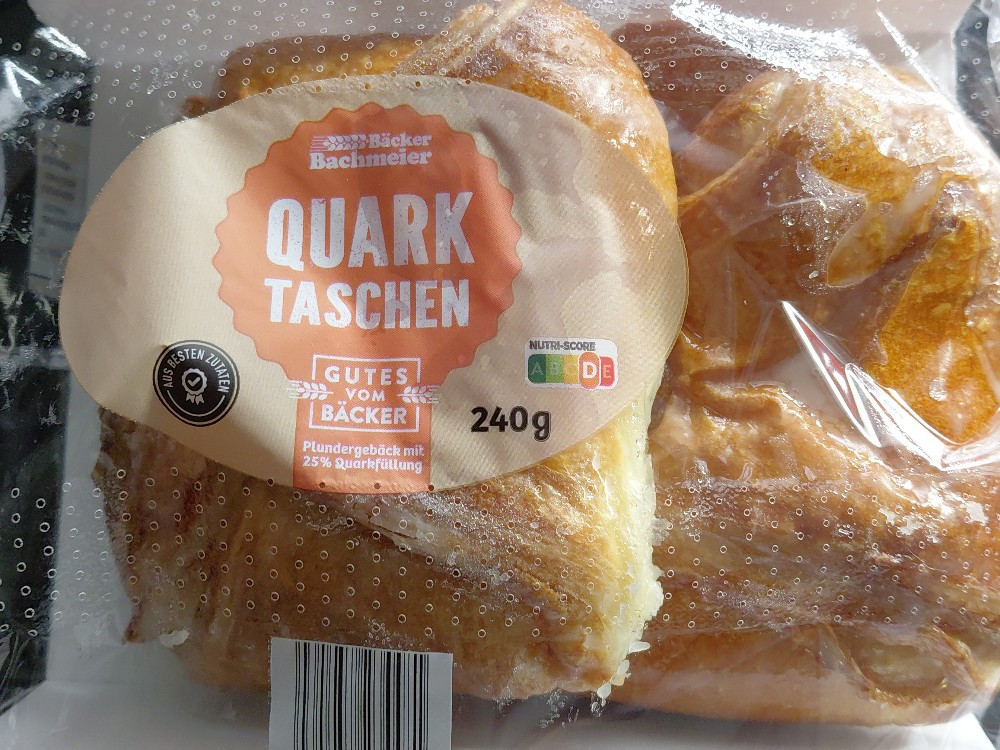 Bäcker
Bachmeier
QUARK
TASCHEN
AUS BESTEN ZUTATEN
GUTES
VOM
BÄCKER
Plundergebäck mit
25% Quarkfüllung
NUTRI-SCORE
A B C D E
240g